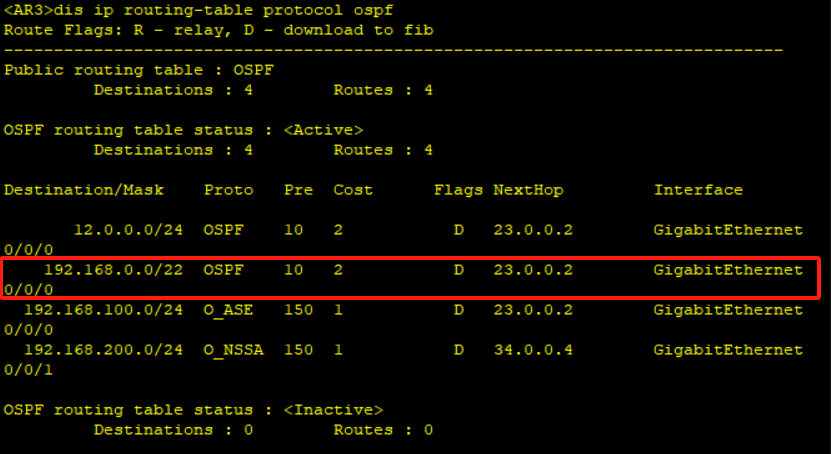 <AR3>dis ip routing-table protocol ospf
Route Flags: R - relay, D - download to fib
------------------------------------------------------------------------------
Public routing table : OSPF
         Destinations : 4        Routes : 4

OSPF routing table status : <Active>
         Destinations : 4        Routes : 4

Destination/Mask    Proto   Pre  Cost      Flags NextHop         Interface

       12.0.0.0/24  OSPF    10   2           D   23.0.0.2        GigabitEthernet
0/0/0
    192.168.0.0/22  OSPF    10   2           D   23.0.0.2        GigabitEthernet
0/0/0
  192.168.100.0/24  O_ASE   150  1           D   23.0.0.2        GigabitEthernet
0/0/0
  192.168.200.0/24  O_NSSA  150  1           D   34.0.0.4        GigabitEthernet
0/0/1

OSPF routing table status : <Inactive>
         Destinations : 0        Routes : 0